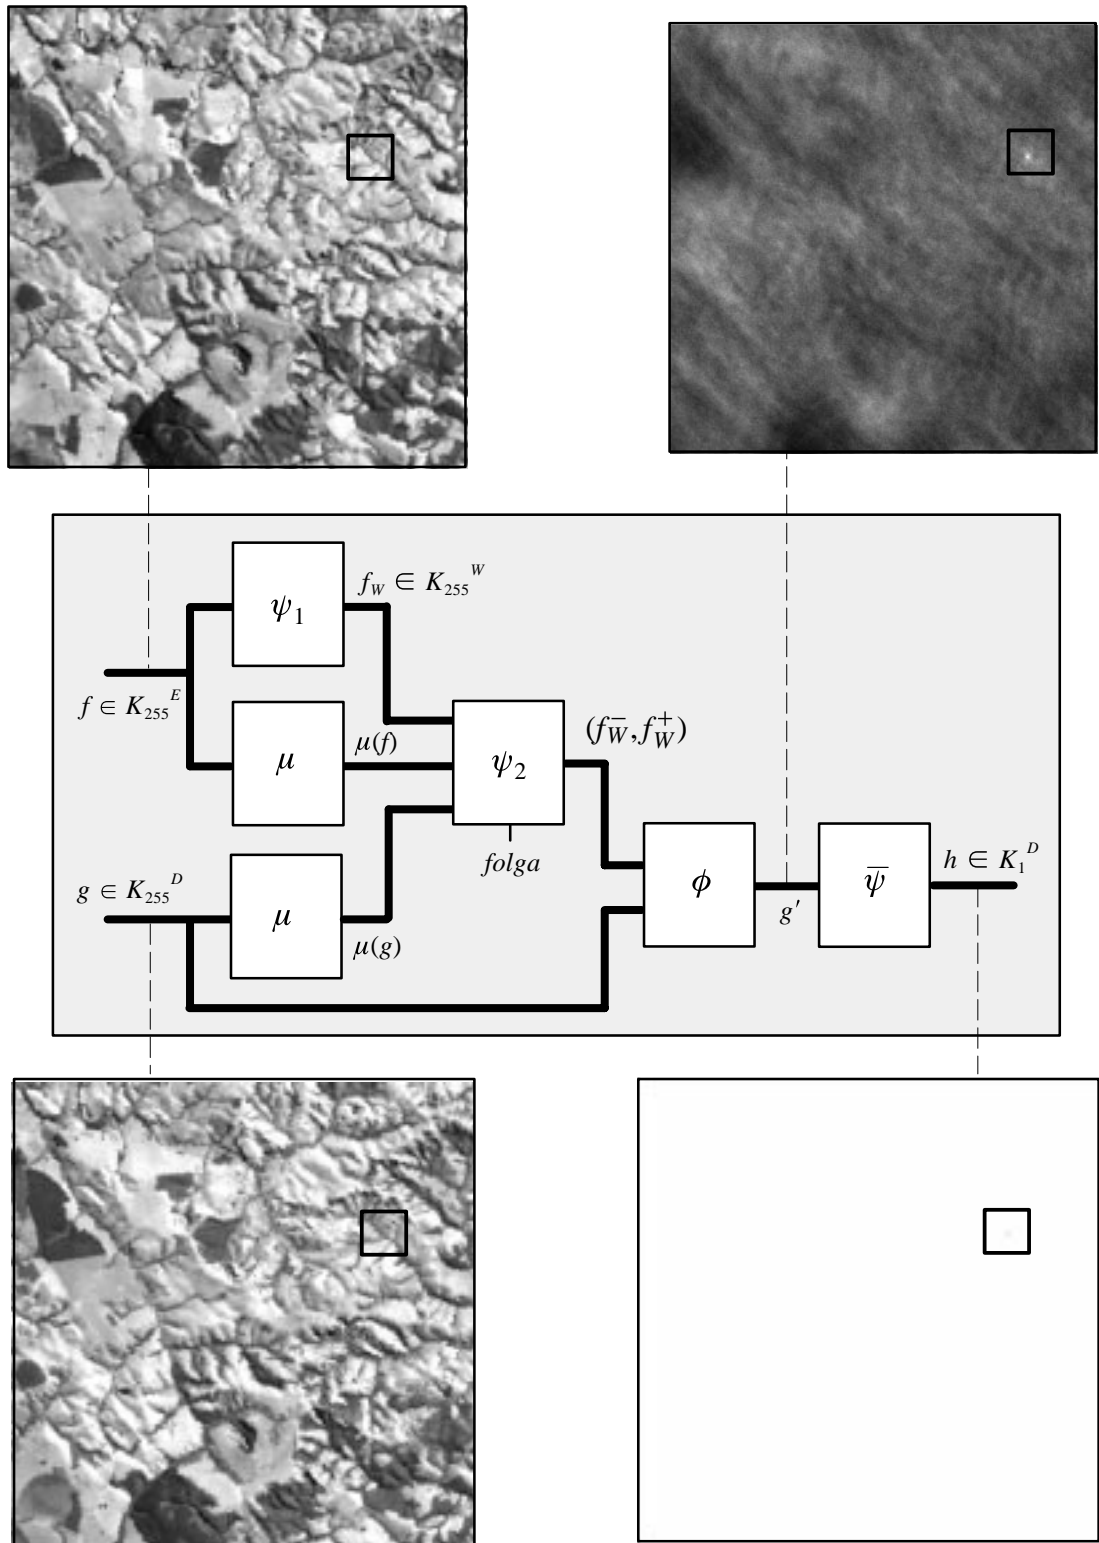 f_W ∈ K_255^W
ψ_1
f ∈ K_255^E
μ
μ(f)
ψ_2
(f_W^-, f_W^+)
folga
g ∈ K_255^D
μ
μ(g)
φ
g′
ψ̅
h ∈ K_1^D